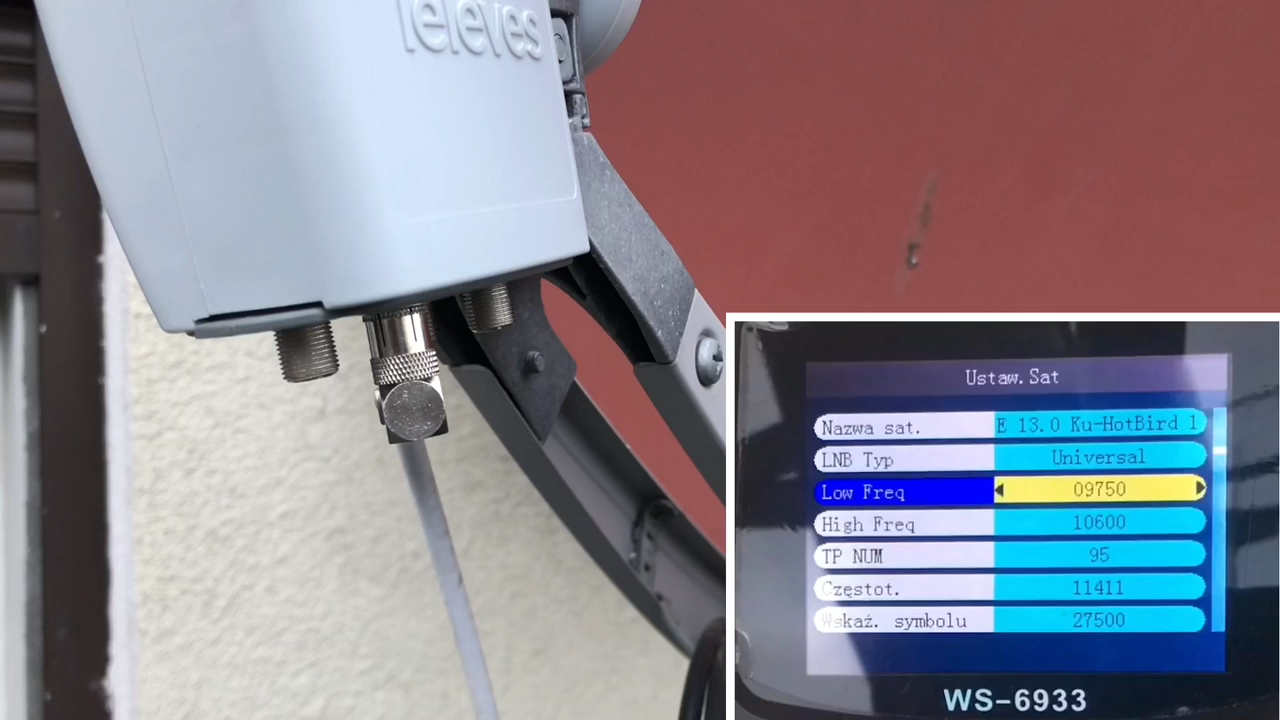 Televes
Ustaw.Sat
Nazwa sat. E 13.0 Ku-HotBird 1
LNB Typ Universal
Low Freq 09750
High Freq 10600
TP NUM 95
Częstot. 11411
Wskaź. symbolu 27500
WS-6933